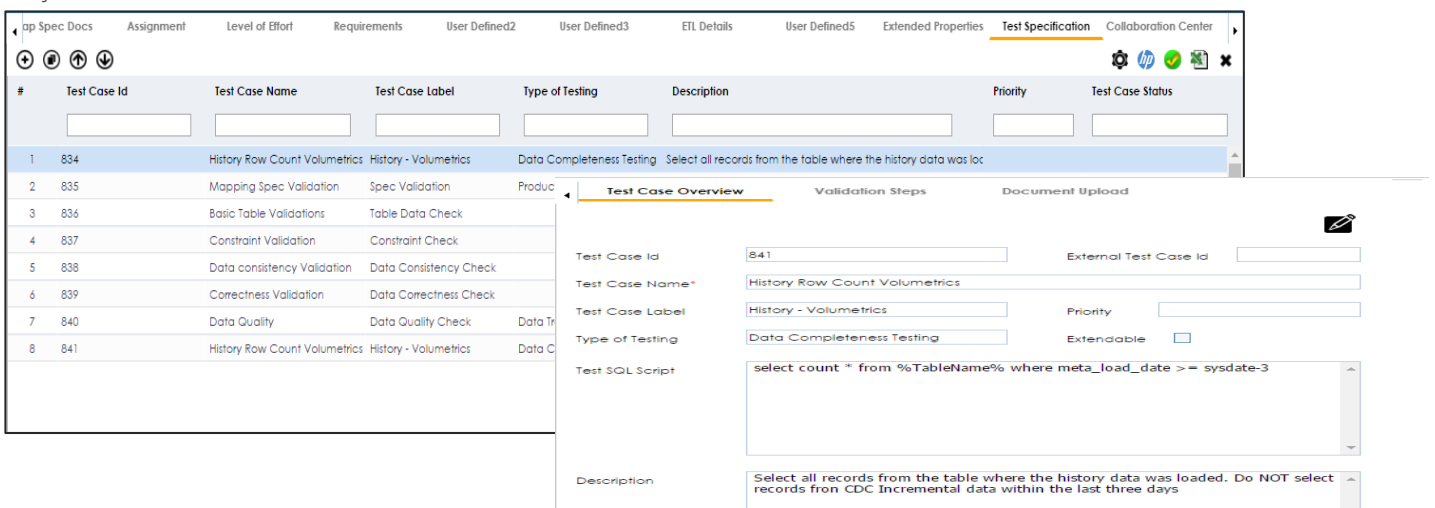 ap Spec Docs Assignment Level of Effort Requirements User Defined2 User Defined3 ETL Details User Defined5 Extended Properties Test Specification Collaboration Center
hp
# Test Case Id Test Case Name Test Case Label Type of Testing Description Priority Test Case Status
1 834 History Row Count Volumetrics History - Volumetrics Data Completeness Testing Select all records from the table where the history data was loc
2 835 Mapping Spec Validation Spec Validation Produc
3 836 Basic Table Validations Table Data Check
4 837 Constraint Validation Constraint Check
5 838 Data consistency Validation Data Consistency Check
6 839 Correctness Validation Data Correctness Check
7 840 Data Quality Data Quality Check Data Tr
8 841 History Row Count Volumetrics History - Volumetrics Data C
Test Case Overview Validation Steps Document Upload
Test Case Id 841 External Test Case Id
Test Case Name* History Row Count Volumetrics
Test Case Label History - Volumetrics Priority
Type of Testing Data Completeness Testing Extendable
Test SQL Script select count * from %TableName% where meta_load_date >= sysdate-3
Description Select all records from the table where the history data was loaded. Do NOT select
records fron CDC Incremental data within the last three days